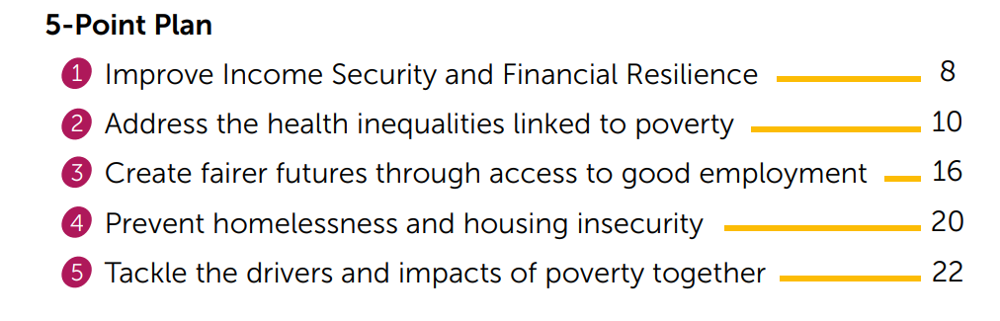 5-Point Plan
1 Improve Income Security and Financial Resilience 8
2 Address the health inequalities linked to poverty 10
3 Create fairer futures through access to good employment 16
4 Prevent homelessness and housing insecurity 20
5 Tackle the drivers and impacts of poverty together 22